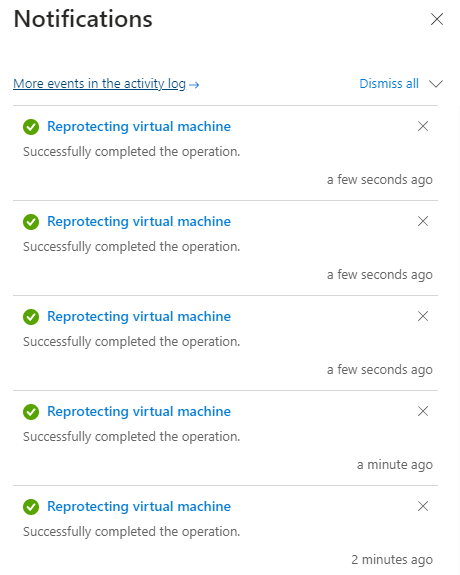 Notifications
More events in the activity log →
Dismiss all
Reprotecting virtual machine
Successfully completed the operation.
a few seconds ago
Reprotecting virtual machine
Successfully completed the operation.
a few seconds ago
Reprotecting virtual machine
Successfully completed the operation.
a few seconds ago
Reprotecting virtual machine
Successfully completed the operation.
a minute ago
Reprotecting virtual machine
Successfully completed the operation.
2 minutes ago